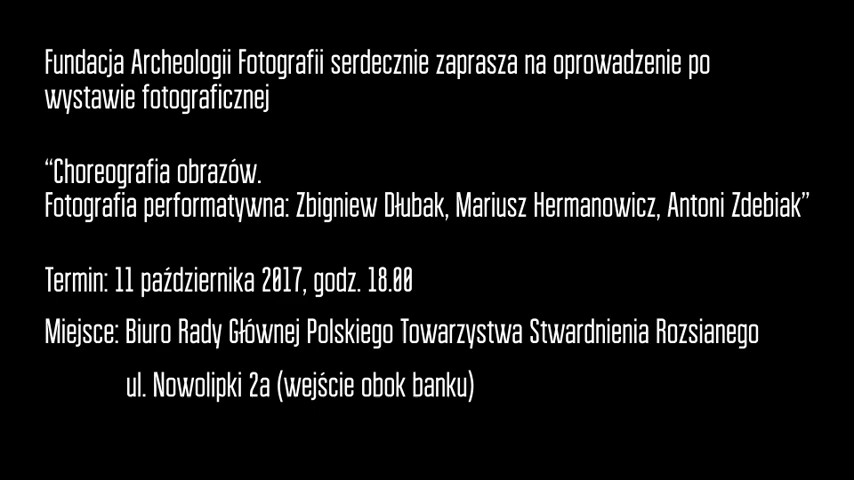 Fundacja Archeologii Fotografii serdecznie zaprasza na oprowadzenie po
wystawie fotograficznej
“Choreografia obrazów.
Fotografia performatywna: Zbigniew Dłubak, Mariusz Hermanowicz, Antoni Zdebiak”
Termin: 11 października 2017, godz. 18.00
Miejsce: Biuro Rady Głównej Polskiego Towarzystwa Stwardnienia Rozsianego
ul. Nowolipki 2a (wejście obok banku)